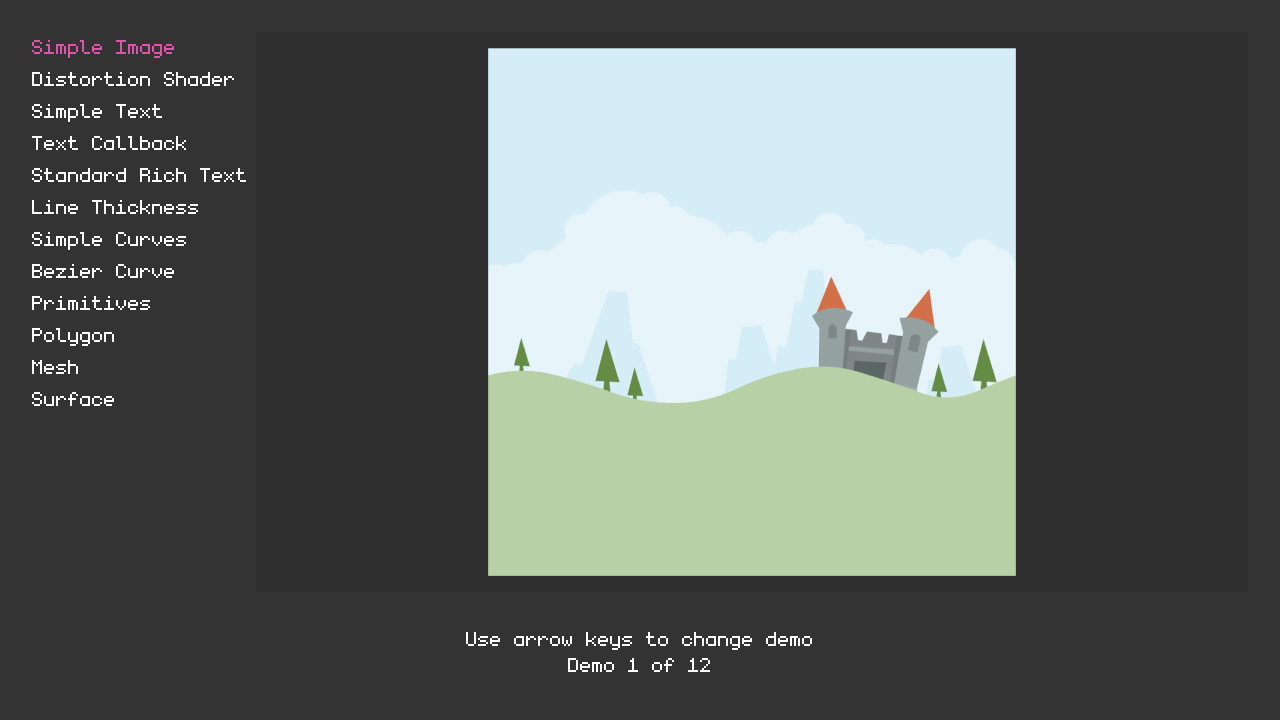 Simple Image
Distortion Shader
Simple Text
Text Callback
Standard Rich Text
Line Thickness
Simple Curves
Bezier Curve
Primitives
Polygon
Mesh
Surface
Use arrow keys to change demo
Demo 1 of 12